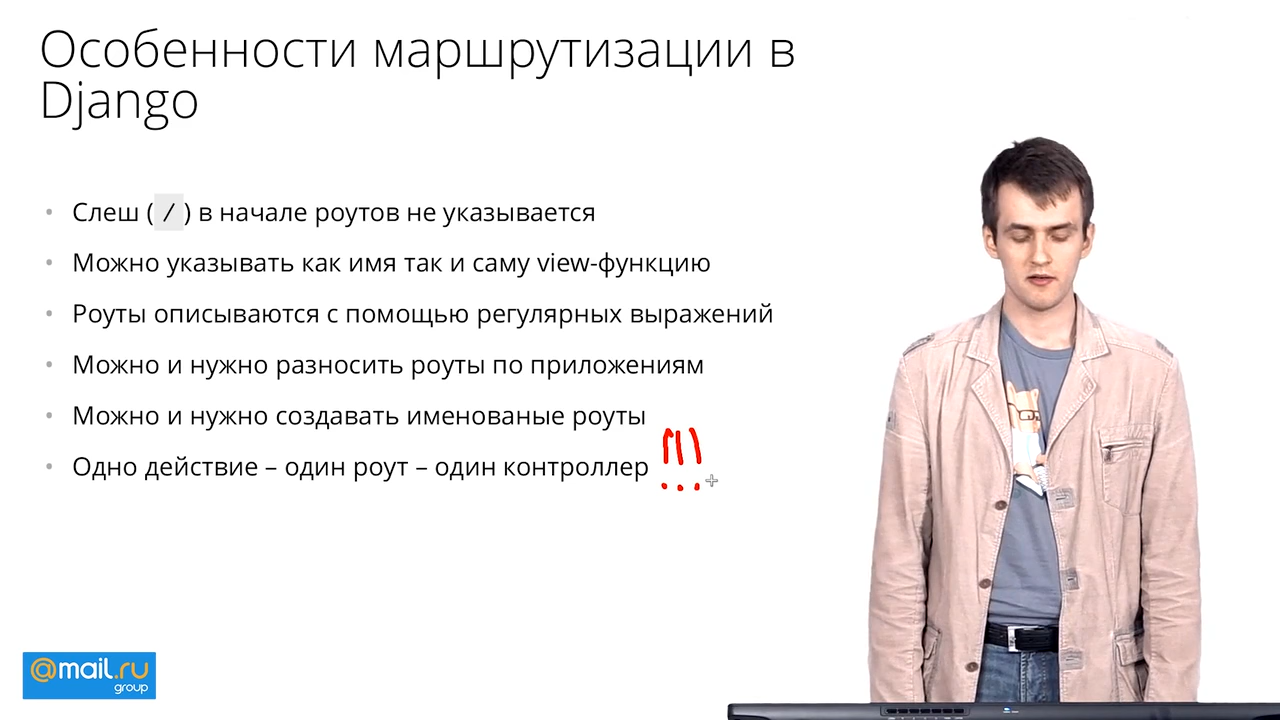 Особенности маршрутизации в
Django
• Слеш ( / ) в начале роутов не указывается
• Можно указывать как имя так и саму view-функцию
• Роуты описываются с помощью регулярных выражений
• Можно и нужно разносить роуты по приложениям
• Можно и нужно создавать именованые роуты
• Одно действие – один роут – один контроллер !!!
@mail.ru
group